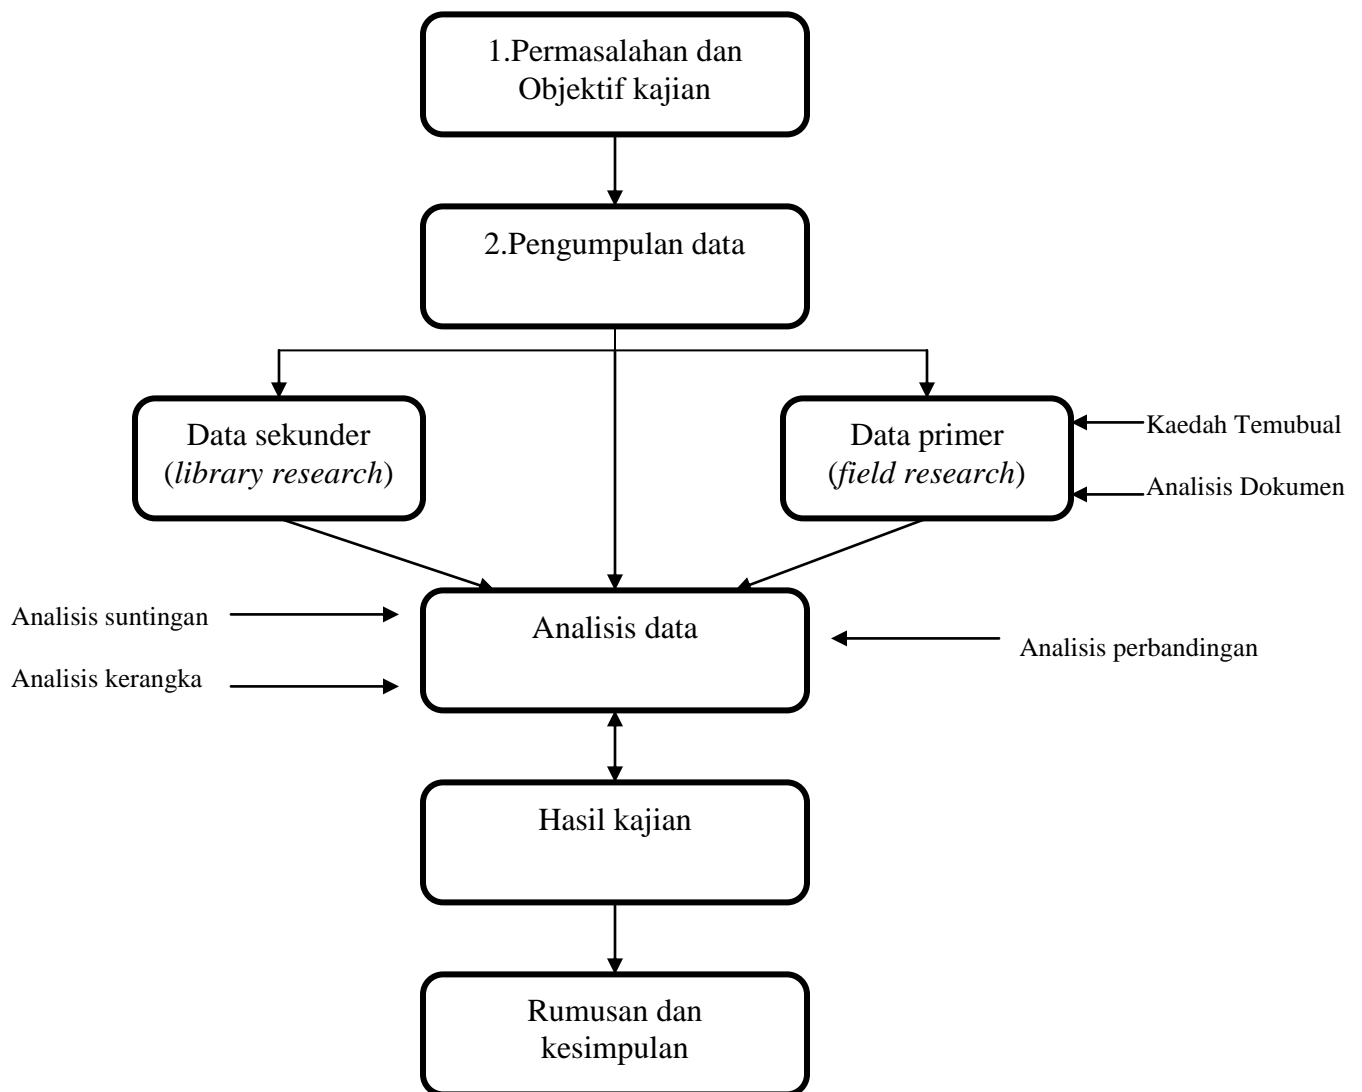 1.Permasalahan dan
Objektif kajian
2.Pengumpulan data
Data sekunder
(library research)
Data primer
(field research)
Kaedah Temubual
Analisis Dokumen
Analisis suntingan
Analisis kerangka
Analisis data
Analisis perbandingan
Hasil kajian
Rumusan dan
kesimpulan